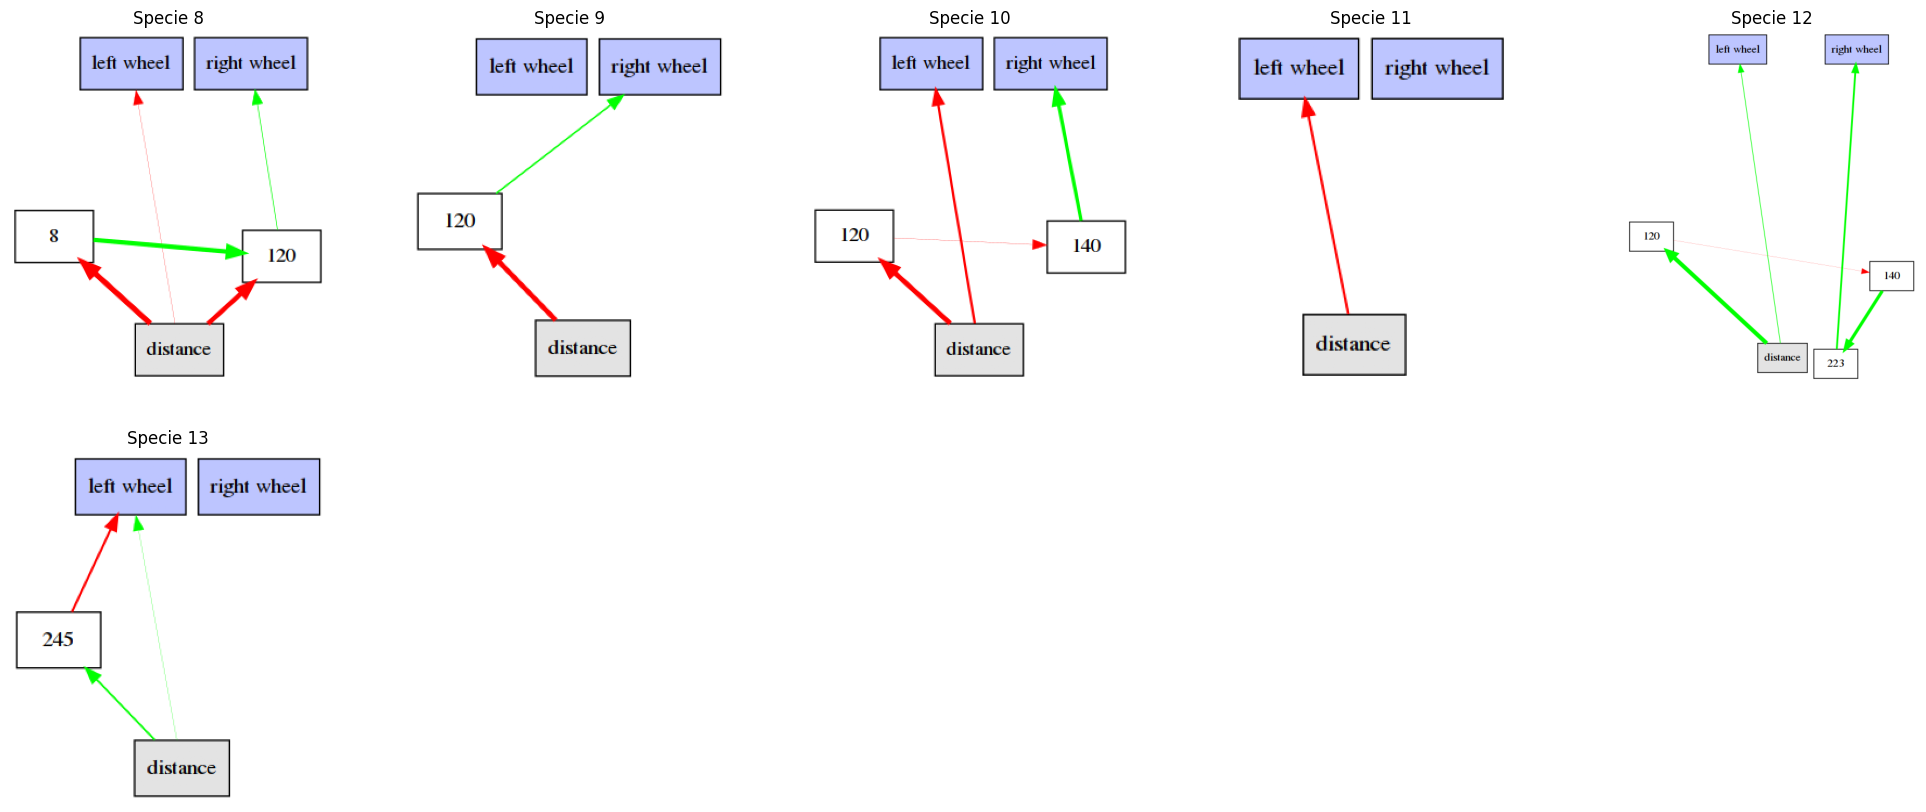 Specie 8
left wheel
right wheel
8
120
distance
Specie 9
left wheel
right wheel
120
distance
Specie 10
left wheel
right wheel
120
140
distance
Specie 11
left wheel
right wheel
distance
Specie 12
left wheel
right wheel
120
140
distance
223
Specie 13
left wheel
right wheel
245
distance